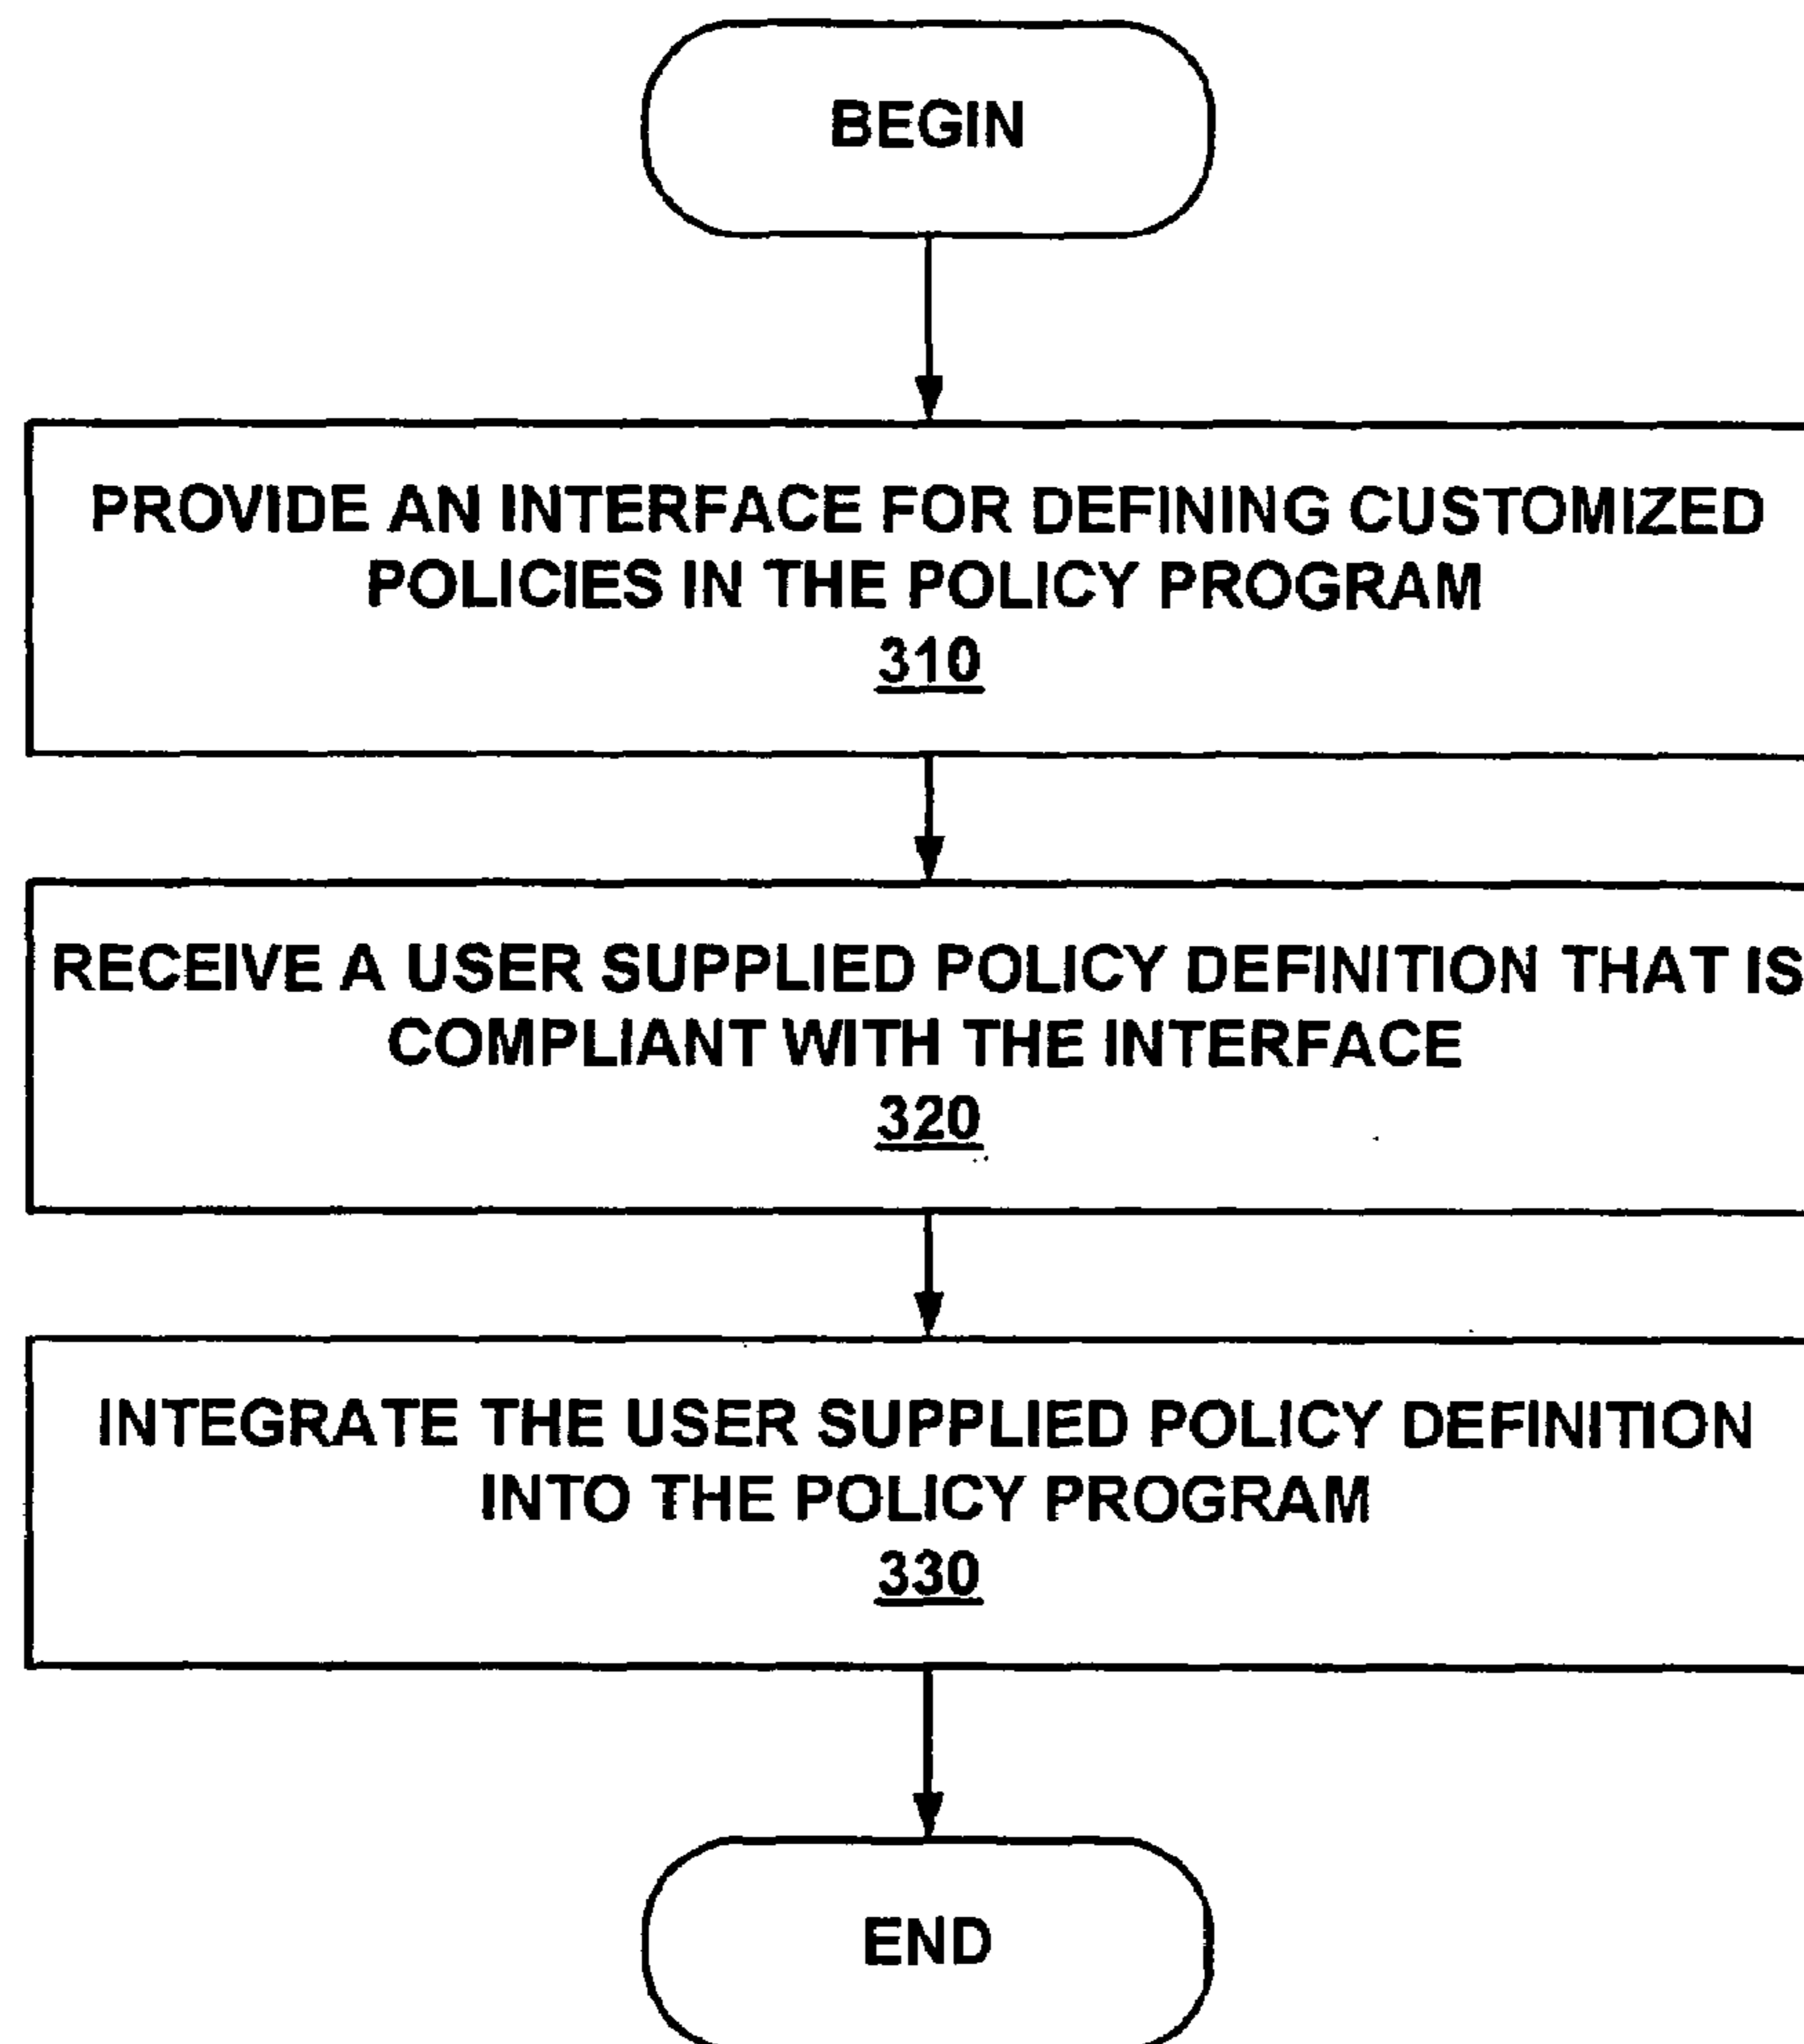 BEGIN
PROVIDE AN INTERFACE FOR DEFINING CUSTOMIZED
POLICIES IN THE POLICY PROGRAM
310
RECEIVE A USER SUPPLIED POLICY DEFINITION THAT IS
COMPLIANT WITH THE INTERFACE
320
INTEGRATE THE USER SUPPLIED POLICY DEFINITION
INTO THE POLICY PROGRAM
330
END